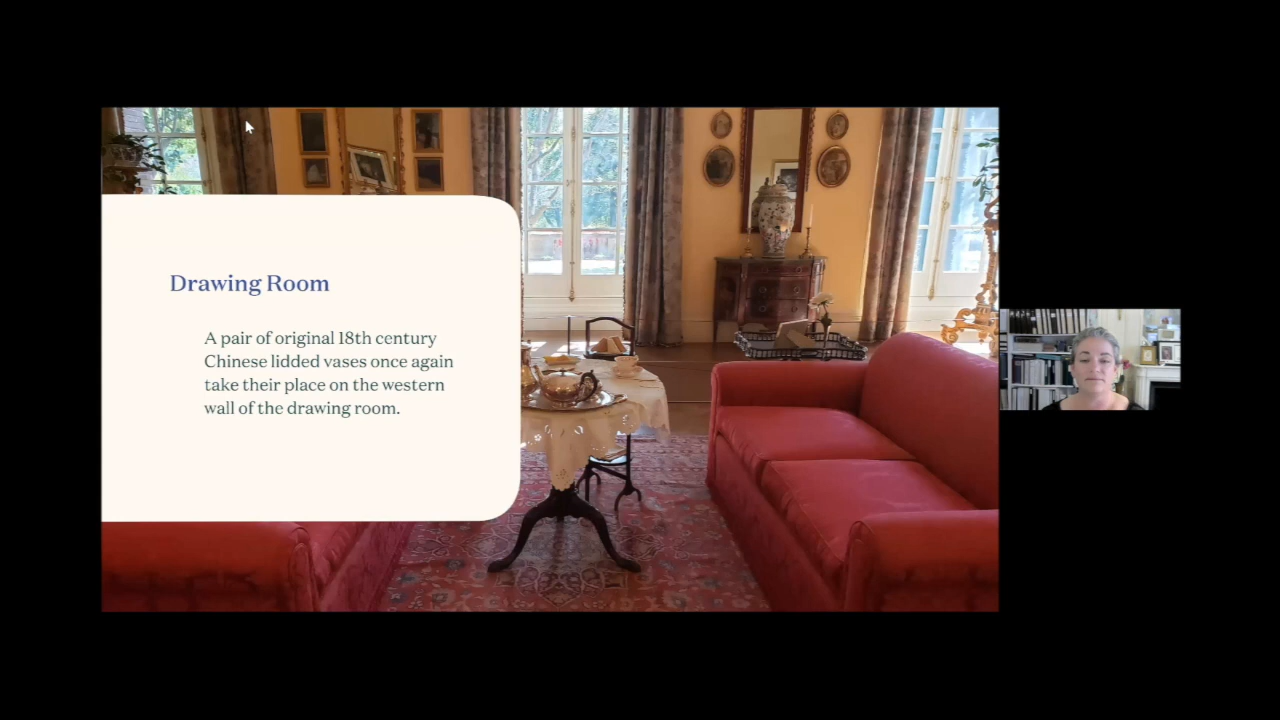 Drawing Room
A pair of original 18th century
Chinese lidded vases once again
take their place on the western
wall of the drawing room.